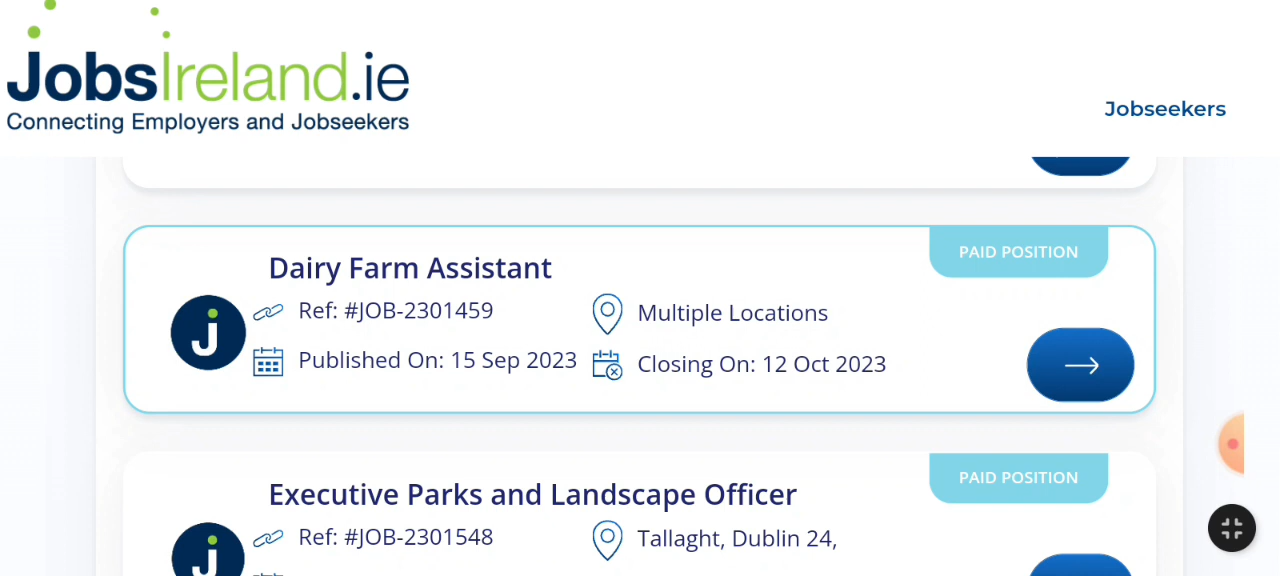 JobsIreland.ie
Connecting Employers and Jobseekers
Jobseekers
PAID POSITION
Dairy Farm Assistant
Ref: #JOB-2301459
Multiple Locations
Published On: 15 Sep 2023
Closing On: 12 Oct 2023
PAID POSITION
Executive Parks and Landscape Officer
Ref: #JOB-2301548
Tallaght, Dublin 24,